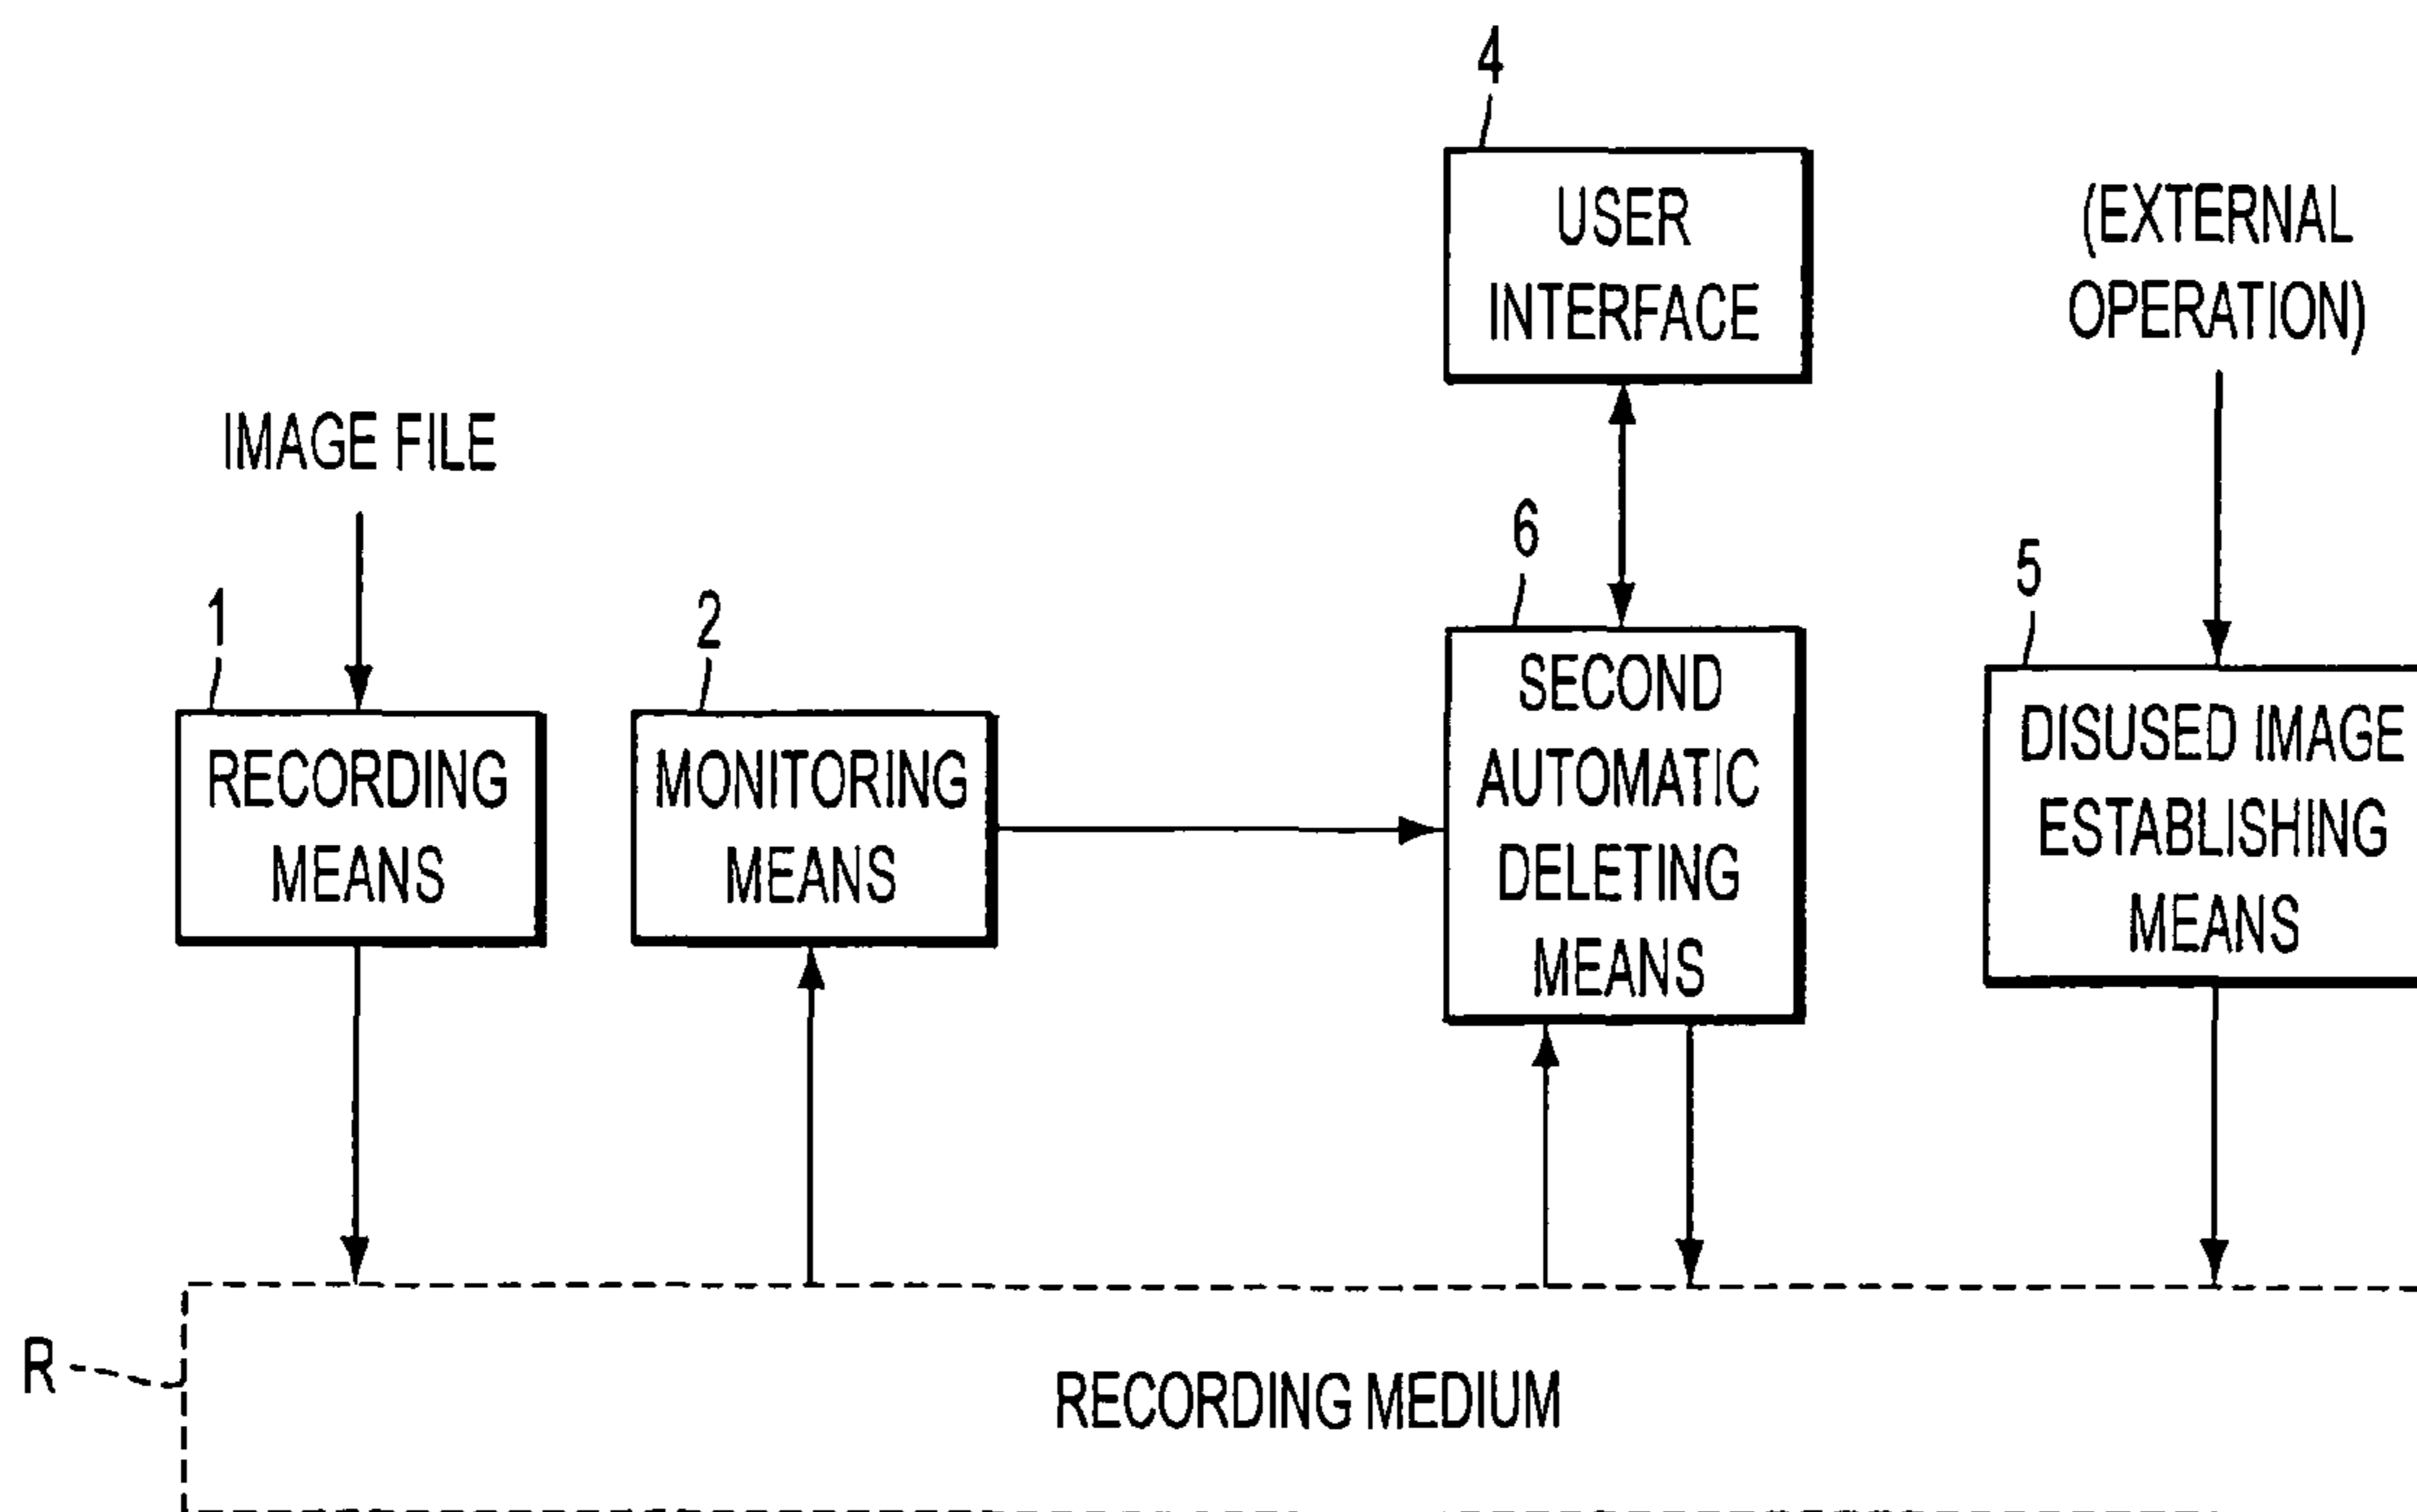 4
USER
INTERFACE
(EXTERNAL
OPERATION)
IMAGE FILE
6
5
1
2
RECORDING
MEANS
MONITORING
MEANS
SECOND
AUTOMATIC
DELETING
MEANS
DISUSED IMAGE
ESTABLISHING
MEANS
R
RECORDING MEDIUM